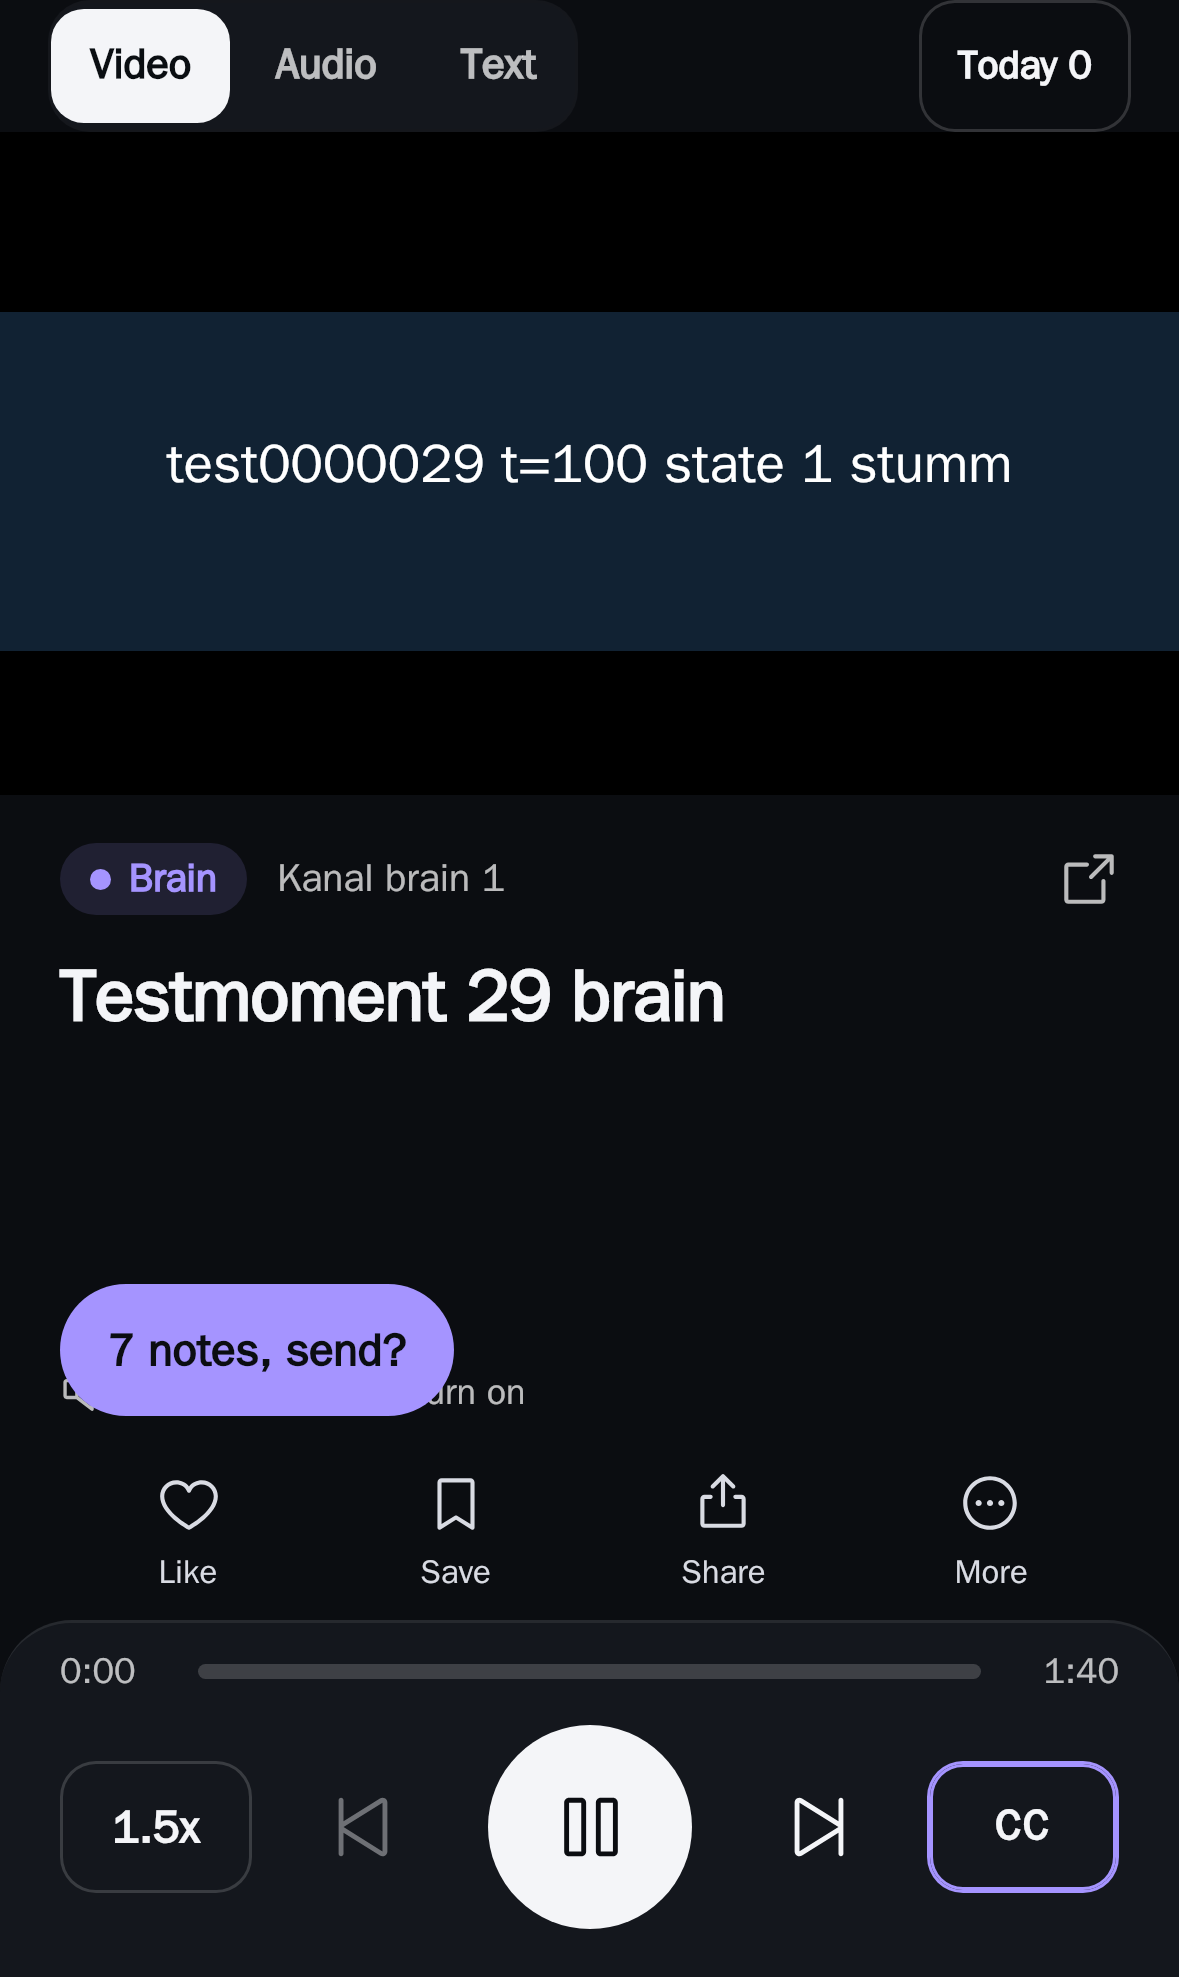 Video
Audio
Text
Today 0
test0000029 t=100 state 1 stumm
Brain
Kanal brain 1
Testmoment 29 brain
7 notes, send?
on
Like
Save
Share
More
0:00
1:40
1.5x
CC